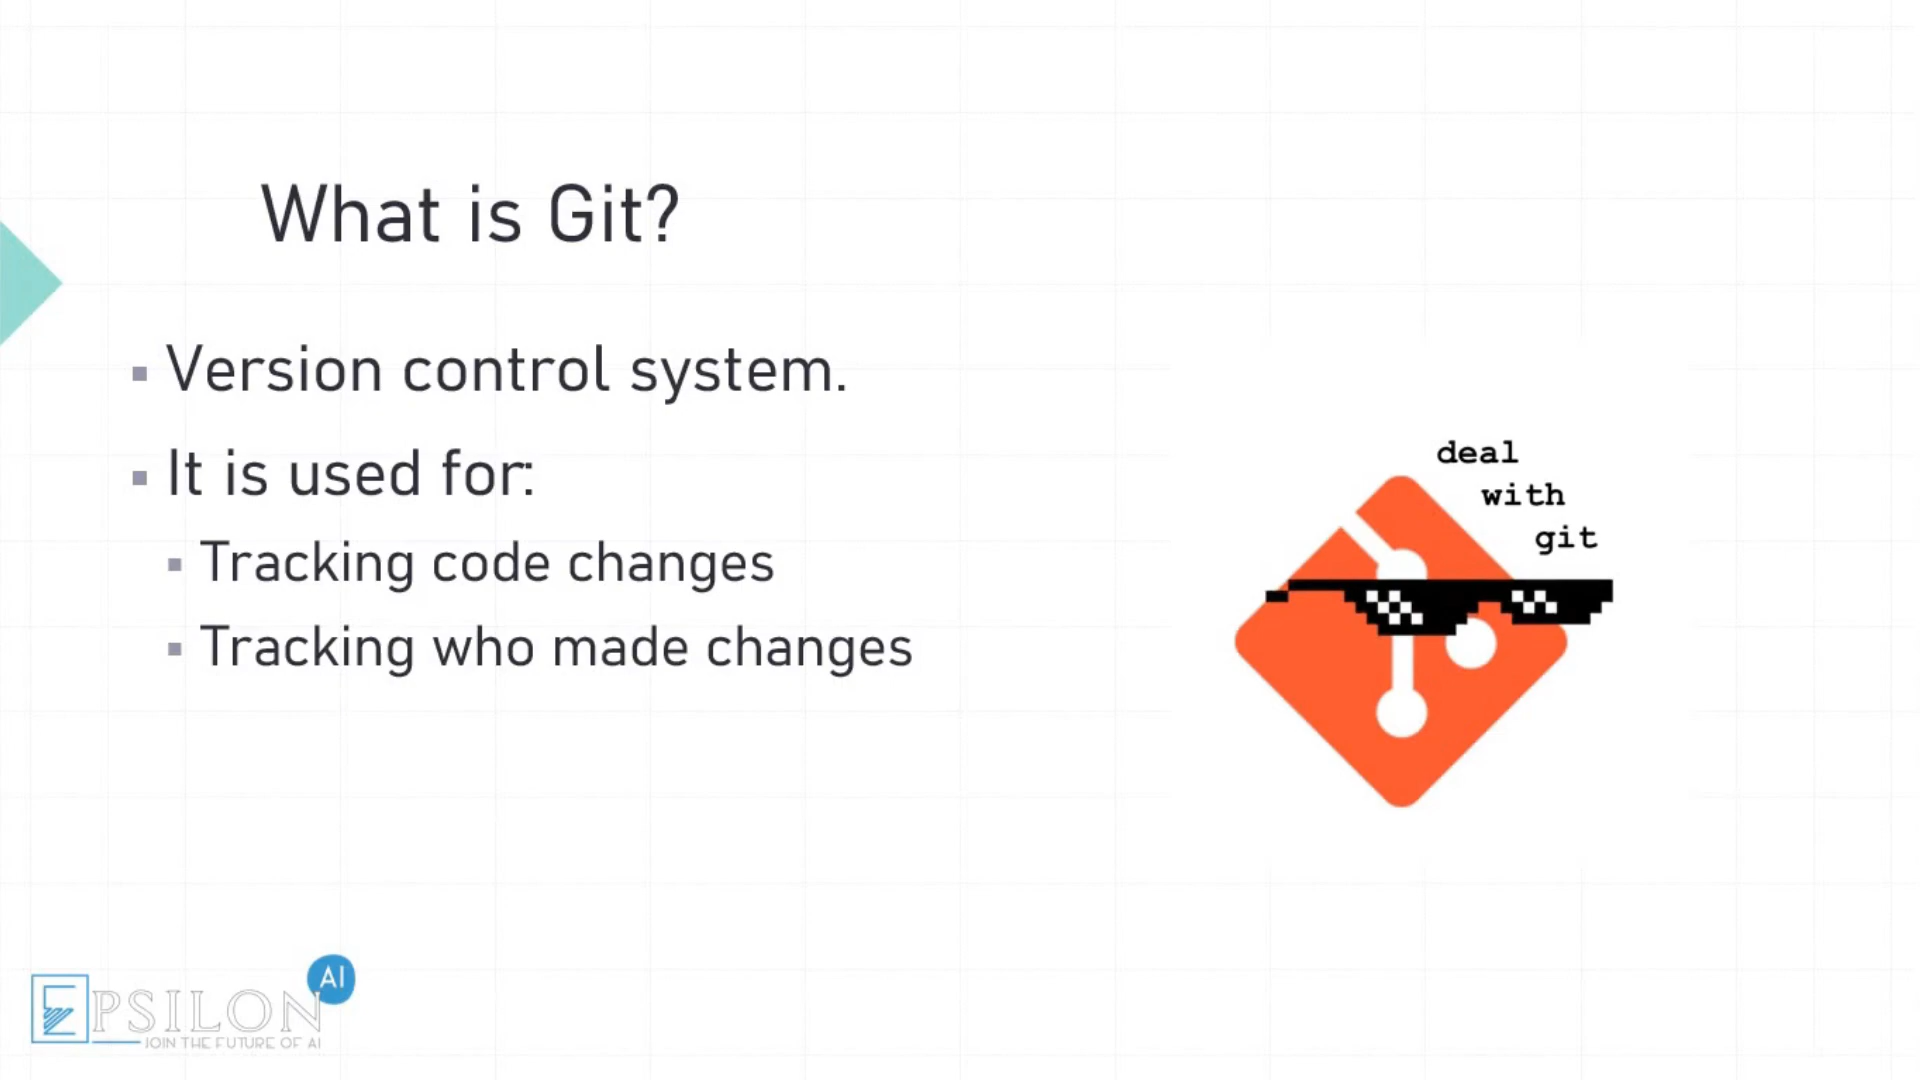 What is Git?
Version control system.
It is used for:
Tracking code changes
Tracking who made changes
deal
with
git
EPSILON AI
JOIN THE FUTURE OF AI